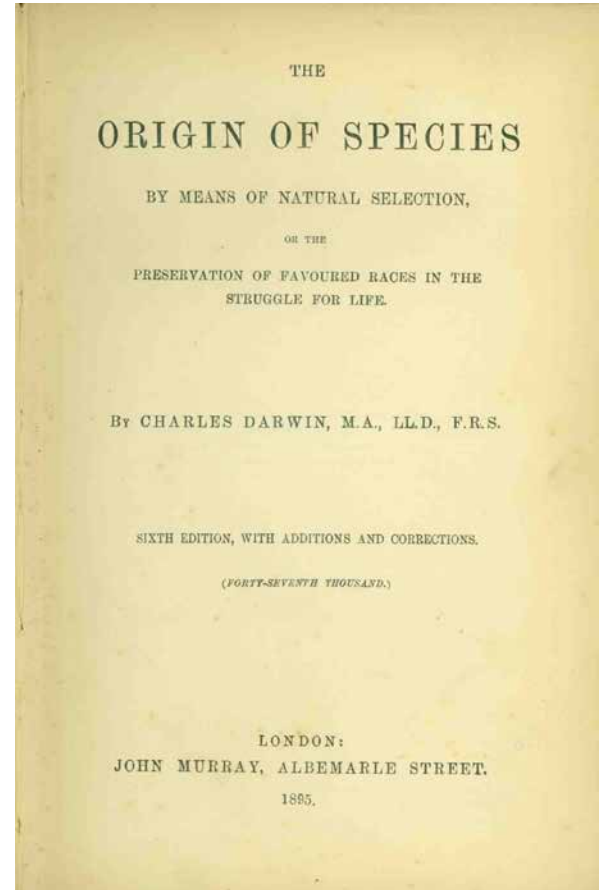 THE
ORIGIN OF SPECIES
BY MEANS OF NATURAL SELECTION,
OR THE
PRESERVATION OF FAVOURED RACES IN THE
STRUGGLE FOR LIFE.
BY CHARLES DARWIN, M.A., LL.D., F.R.S.
SIXTH EDITION, WITH ADDITIONS AND CORRECTIONS.
(FORTY-SEVENTH THOUSAND.)
LONDON:
JOHN MURRAY, ALBEMARLE STREET.
1895.